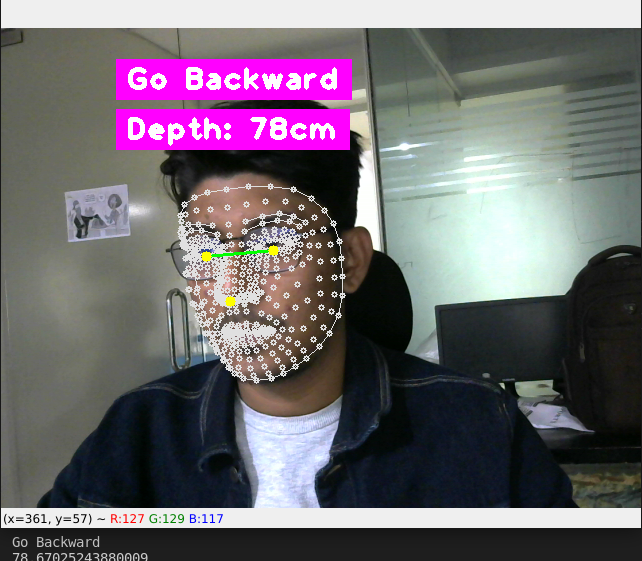 Go Backward
Depth: 78cm
(x=361, y=57) ~ R:127 G:129 B:117
Go Backward
78.67025243880009